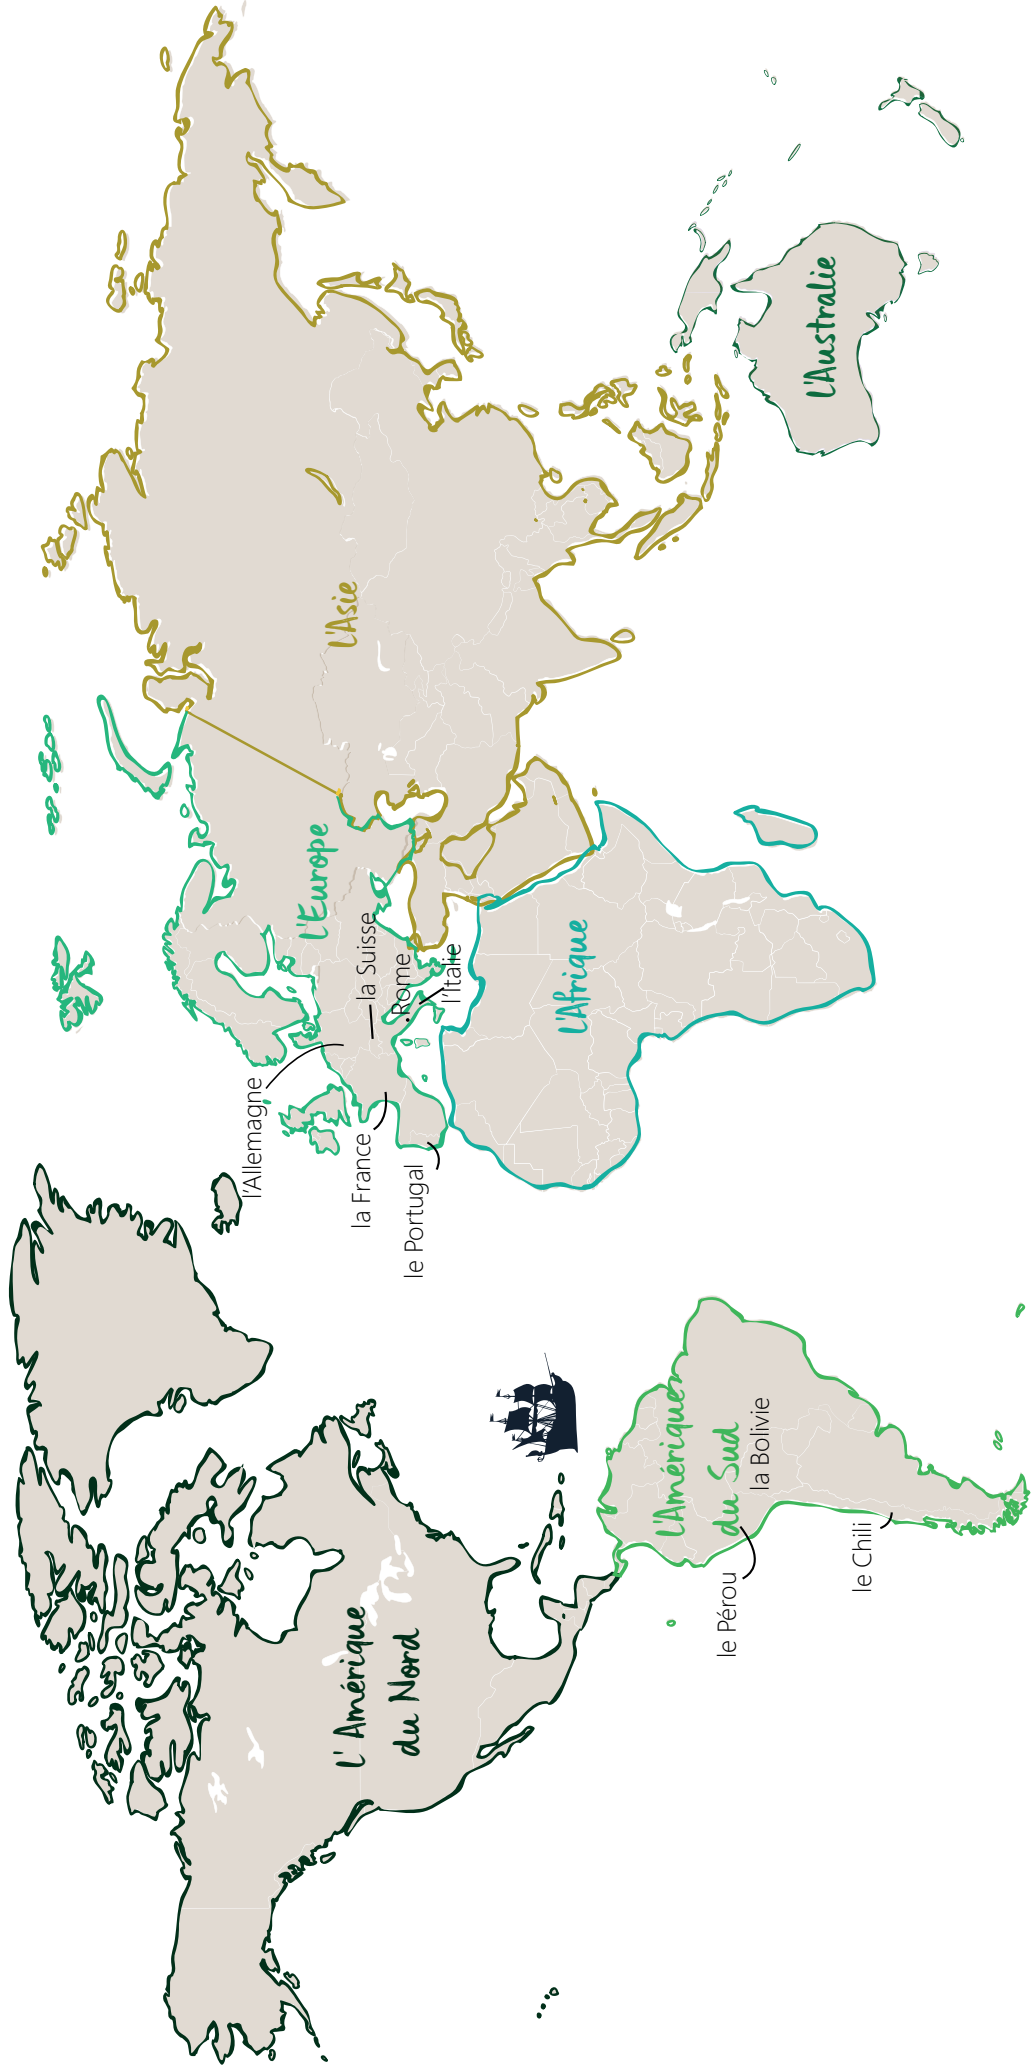 L'Amérique
du Nord
l'Allemagne
la France
le Portugal
L'Europe
la Suisse
.Rome
l'Italie
L'Asie
L'Afrique
L'Australie
L'Amérique
du Sud
la Bolivie
le Pérou
le Chili